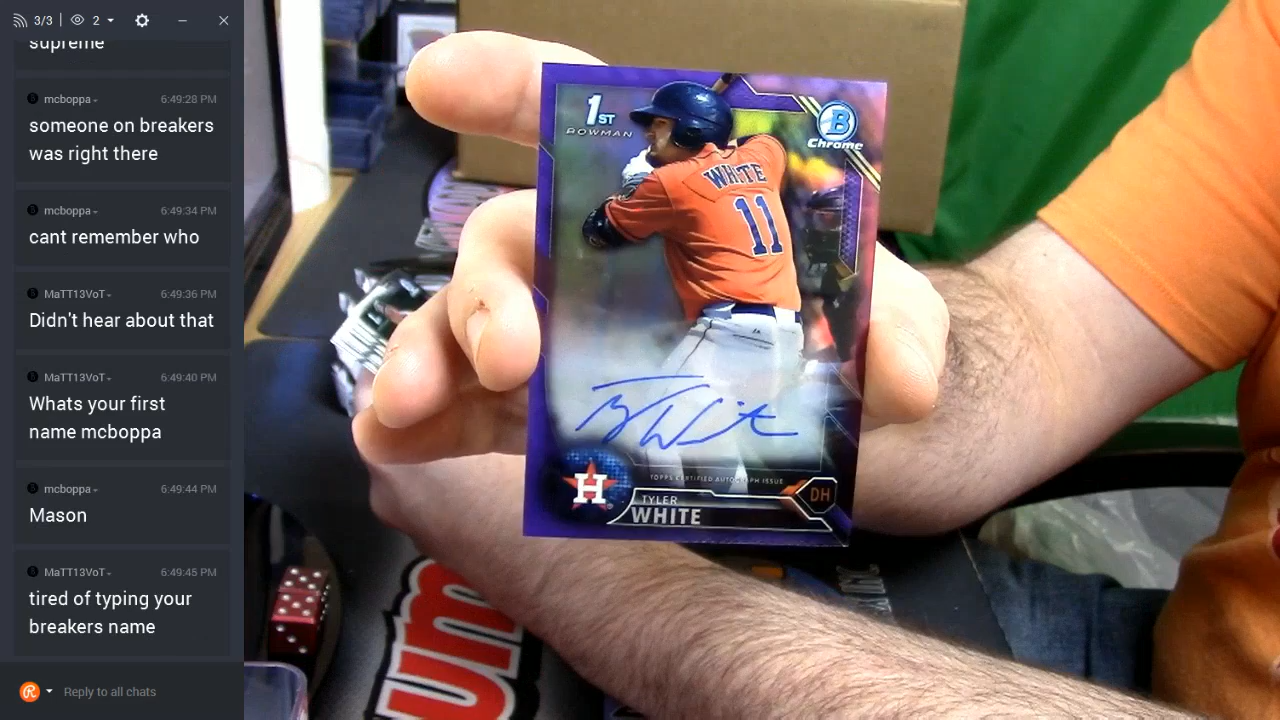 3/3
2
supreme
mcboppa
6:49:28 PM
someone on breakers
was right there
mcboppa
6:49:34 PM
cant remember who
MaTT13VoT
6:49:36 PM
Didn't hear about that
MaTT13VoT
6:49:40 PM
Whats your first
name mcboppa
mcboppa
6:49:44 PM
Mason
MaTT13VoT
6:49:45 PM
tired of typing your
breakers name
Reply to all chats
1ST
BOWMAN
B
Chrome
WHITE
11
Ty White
TOPPS CERTIFIED AUTOGRAPH ISSUE
H
TYLER
WHITE
DH